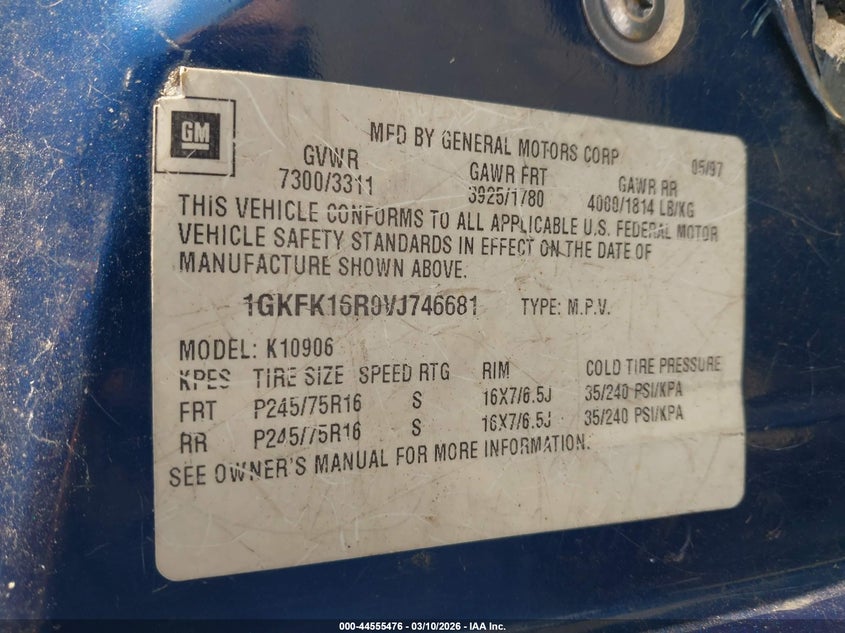 GM
MFD BY GENERAL MOTORS CORP 05/97
GVWR GAWR FRT GAWR RR
7300/3311 3925/1780 4000/1814 LB/KG
THIS VEHICLE CONFORMS TO ALL APPLICABLE U.S. FEDERAL MOTOR
VEHICLE SAFETY STANDARDS IN EFFECT ON THE DATE OF
MANUFACTURE SHOWN ABOVE.
1GKFK16R0VJ746681 TYPE: M.P.V.
MODEL: K10906
KPES TIRE SIZE SPEED RTG RIM COLD TIRE PRESSURE
FRT P245/75R16 S 16X7/6.5J 35/240 PSI/KPA
RR P245/75R16 S 16X7/6.5J 35/240 PSI/KPA
SEE OWNER'S MANUAL FOR MORE INFORMATION.
000-44555476 - 03/10/2026 - IAA Inc.